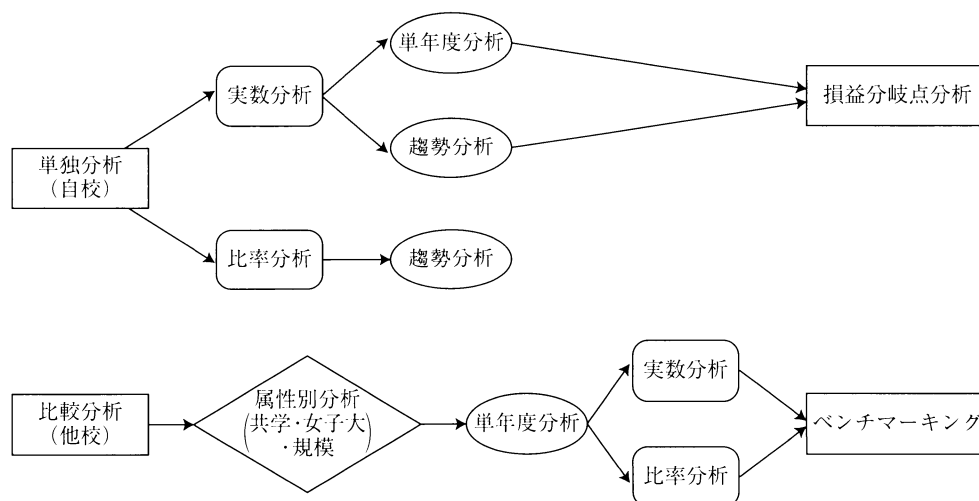 単年度分析
実数分析
損益分岐点分析
趨勢分析
単独分析
(自校)
比率分析
趨勢分析
実数分析
比較分析
(他校)
属性別分析
(共学・女子大
・規模)
単年度分析
ベンチマーキング
比率分析